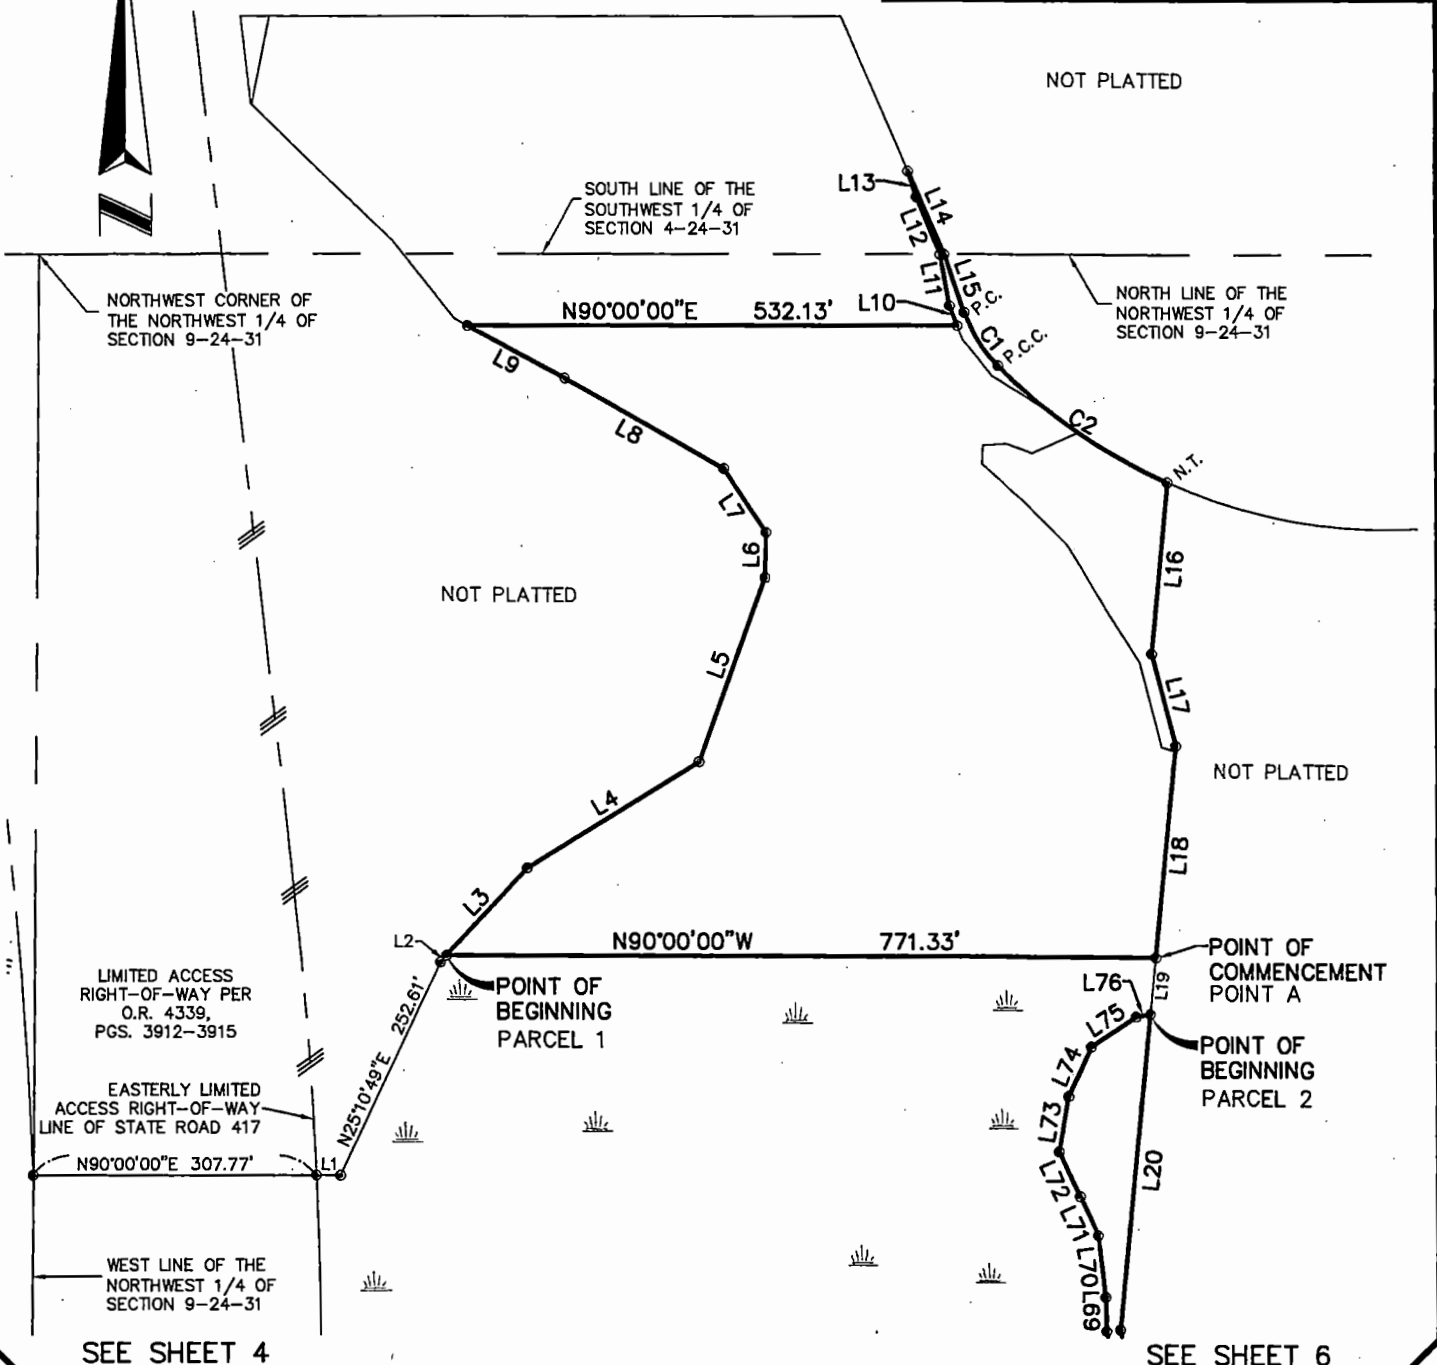 NOT PLATTED
L13
L14
L12
SOUTH LINE OF THE
SOUTHWEST 1/4 OF
SECTION 4-24-31
N
NORTHWEST CORNER OF
THE NORTHWEST 1/4 OF
SECTION 9-24-31
L11
L15
L10
P.C.
NORTH LINE OF THE
NORTHWEST 1/4 OF
SECTION 9-24-31
N90°00'00"E 532.13'
C1
P.C.C.
L9
L8
C2
N.T.
L7
L6
L16
NOT PLATTED
L5
L17
NOT PLATTED
L4
L18
L3
L2
N90°00'00"W 771.33'
POINT OF
COMMENCEMENT
POINT A
LIMITED ACCESS
RIGHT-OF-WAY PER
O.R. 4339,
PGS. 3912-3915
POINT OF
BEGINNING
PARCEL 1
L76
L19
L75
N25°10'49"E 252.61'
POINT OF
BEGINNING
PARCEL 2
L74
EASTERLY LIMITED
ACCESS RIGHT-OF-WAY
LINE OF STATE ROAD 417
L73
N90°00'00"E 307.77'
L1
L72
L20
L71
WEST LINE OF THE
NORTHWEST 1/4 OF
SECTION 9-24-31
L70
L69
SEE SHEET 4
SEE SHEET 6